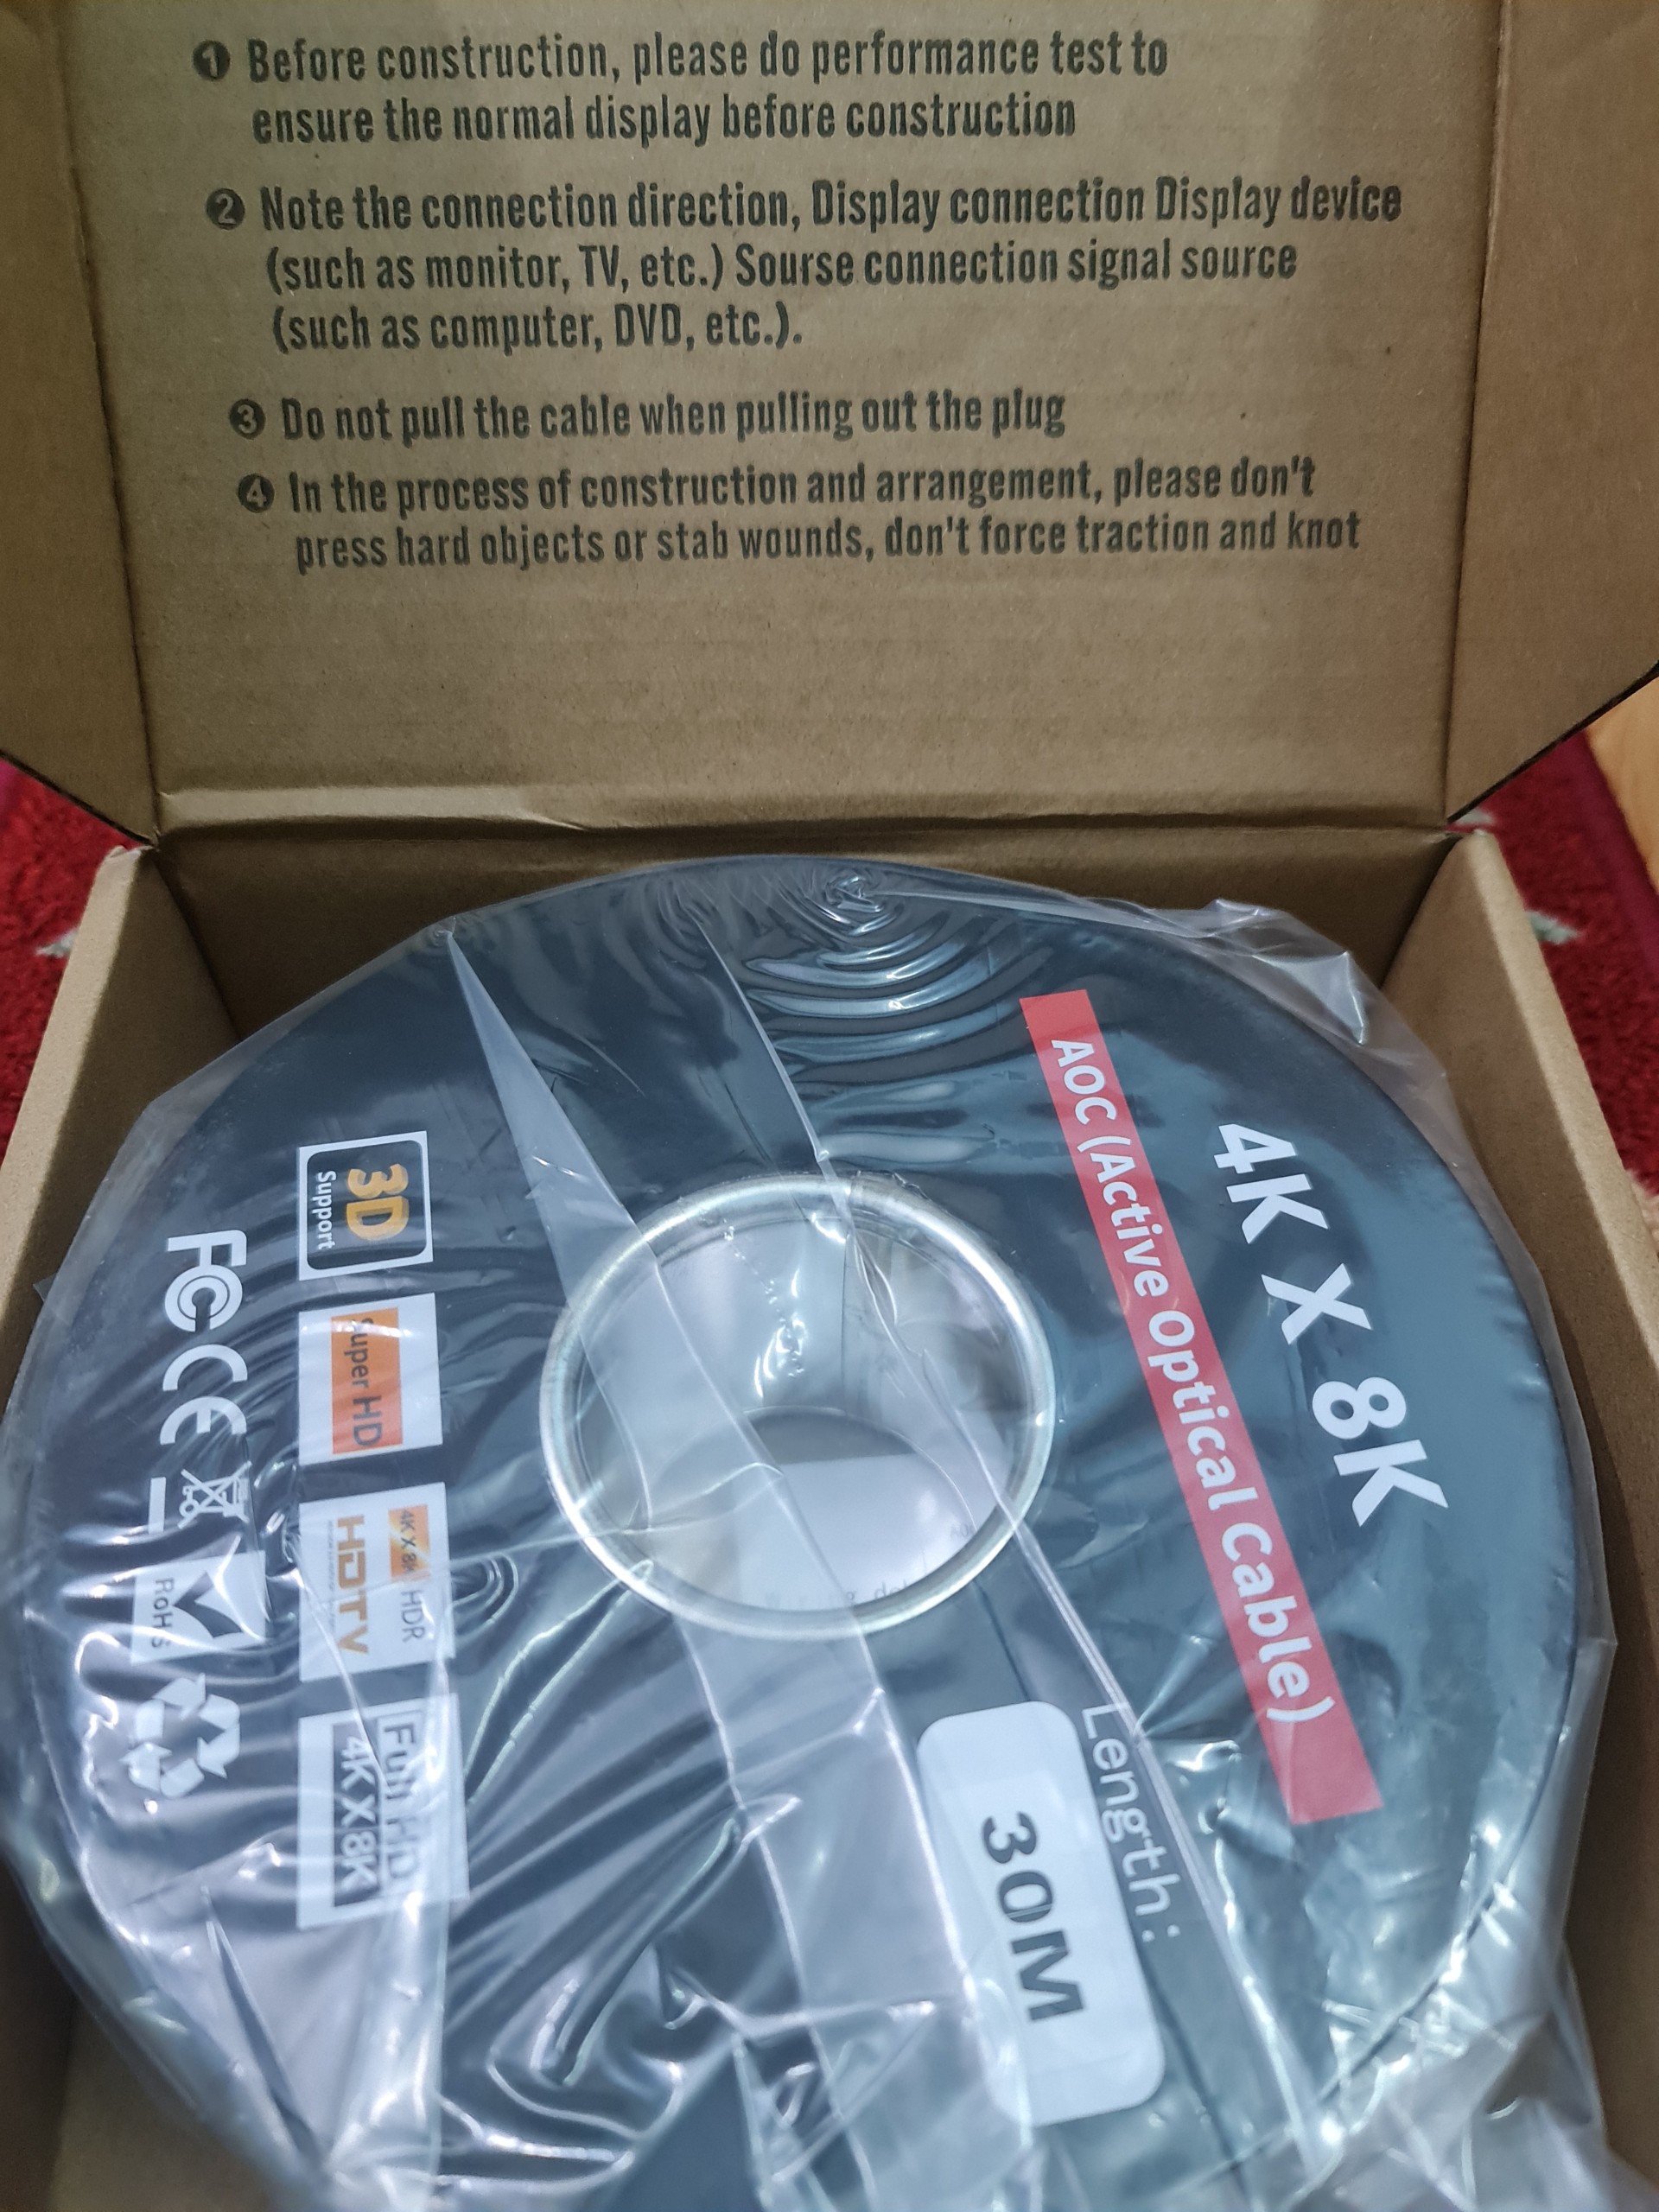 ❶ Before construction, please do performance test to
ensure the normal display before construction
❷ Note the connection direction, Display connection Display device
(such as monitor, TV, etc.) Sourse connection signal source
(such as computer, DVD, etc.).
❸ Do not pull the cable when pulling out the plug
❹ In the process of construction and arrangement, please don't
press hard objects or stab wounds, don't force traction and knot
4K X 8K
AOC (Active Optical Cable)
Length:
30M
3D
Support
Super HD
4K X 8K HDR
HDTV
Full HD
4K X 8K
FC CE
RoHS